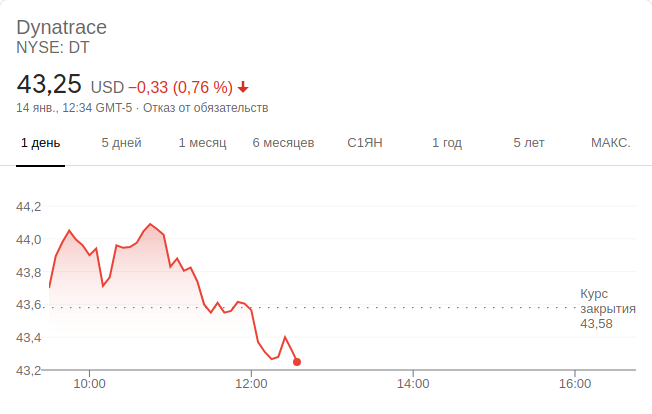 Dynatrace
NYSE: DT
43,25 USD −0,33 (0,76 %)
14 янв., 12:34 GMT-5 · Отказ от обязательств
1 день 5 дней 1 месяц 6 месяцев С1ЯН 1 год 5 лет МАКС.
44,2
44,0
43,8
43,6
43,4
43,2
Курс
закрытия
43,58
10:00 12:00 14:00 16:00